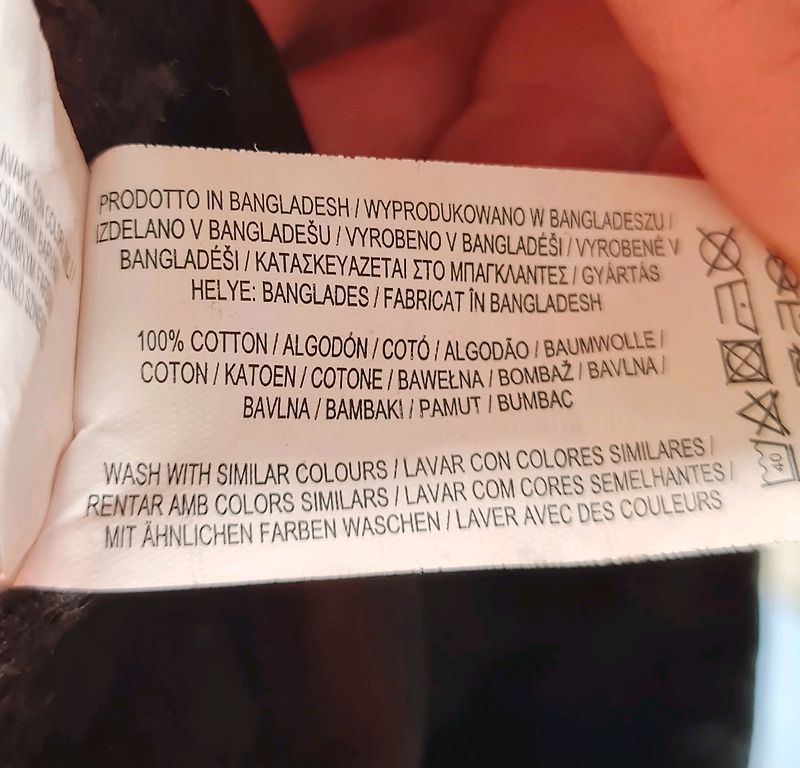 PRODOTTO IN BANGLADESH / WYPRODUKOWANO W BANGLADESZU /
IZDELANO V BANGLADEŠU / VYROBENO V BANGLADÉŠI / VYROBENÉ V
BANGLADÉŠI / ΚΑΤΑΣΚΕΥΑΖΕΤΑΙ ΣΤΟ ΜΠΑΓΚΛΑΝΤΕΣ / GYÁRTÁS
HELYE: BANGLADES / FABRICAT ÎN BANGLADESH
100% COTTON / ALGODÓN / COTÓ / ALGODÃO / BAUMWOLLE /
COTON / KATOEN / COTONE / BAWEŁNA / BOMBAŽ / BAVLNA /
BAVLNA / BAMBAKI / PAMUT / BUMBAC
WASH WITH SIMILAR COLOURS / LAVAR CON COLORES SIMILARES /
RENTAR AMB COLORS SIMILARS / LAVAR COM CORES SEMELHANTES /
MIT ÄHNLICHEN FARBEN WASCHEN / LAVER AVEC DES COULEURS
40